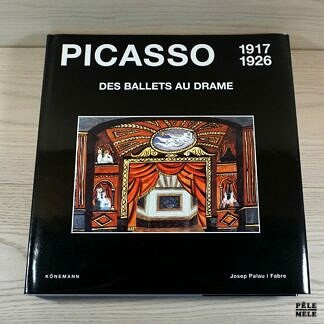 PICASSO 1917
1926
DES BALLETS AU DRAME
KÖNEMANN
Josep Palau I Fabre
PÊLE
MÊLE